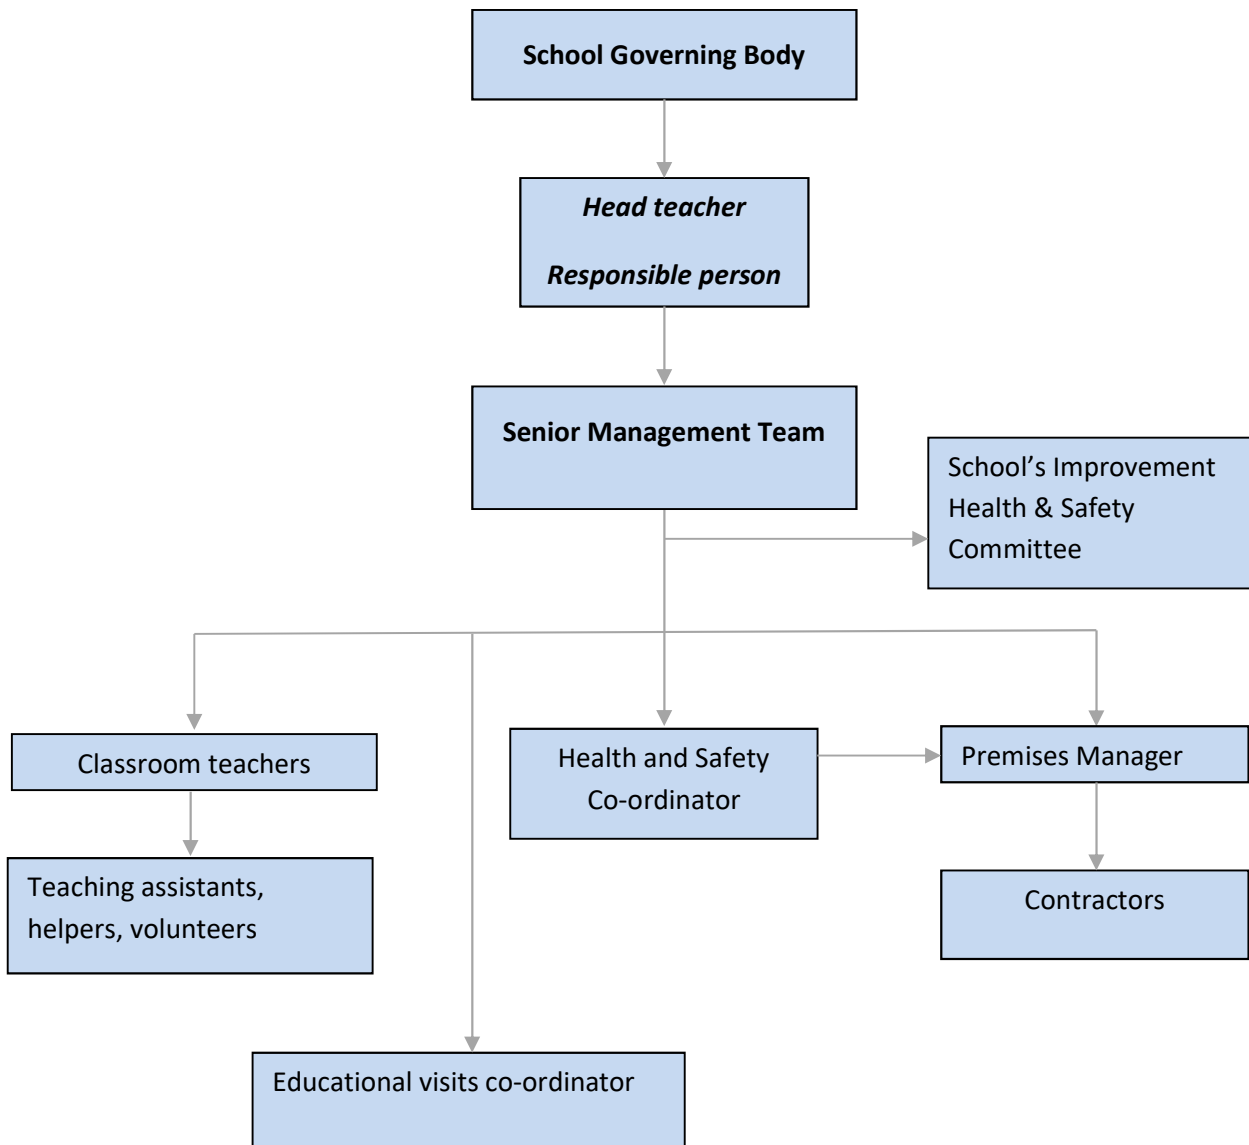 School Governing Body
Head teacher
Responsible person
Senior Management Team
School’s Improvement
Health & Safety
Committee
Classroom teachers
Health and Safety
Co-ordinator
Premises Manager
Teaching assistants,
helpers, volunteers
Contractors
Educational visits co-ordinator